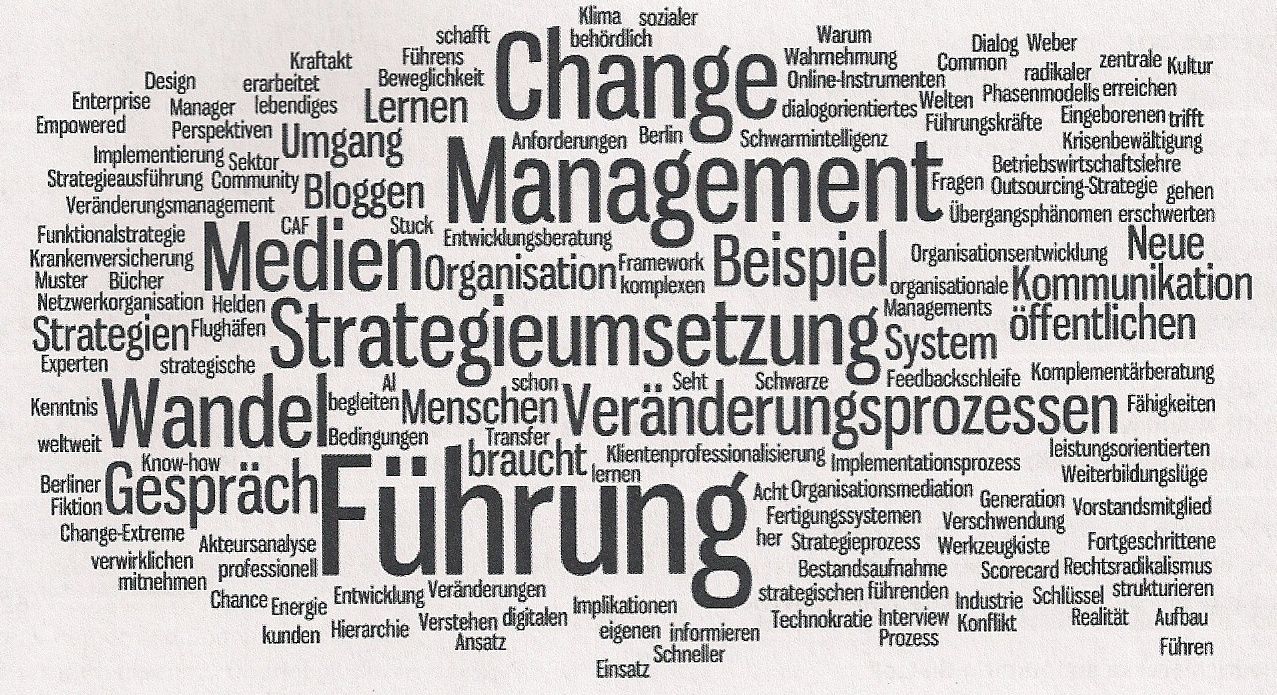 Klima sozialer
schafft Change behördlich Warum
Kraftakt Führens Wahrnehmung Common Dialog Weber
Design erarbeitet Beweglichkeit Online-Instrumenten radikaler zentrale Kultur
Enterprise Manager lebendiges Lernen dialogorientiertes Welten Phasenmodells erreichen
Empowered Perspektiven Umgang Anforderungen Berlin Schwarmintelligenz Führungskräfte Eingeborenen trifft
Implementierung Sektor Management Krisenbewältigung
Betriebswirtschaftslehre
Strategieausführung Community Bloggen Fragen Outsourcing-Strategie gehen
Veränderungsmanagement Übergangsphänomen erschwerten
Funktionalstrategie CAF Stuck Entwicklungsberatung
Krankenversicherung Medien Organisation Framework Beispiel Organisationsentwicklung Neue
Muster Bücher komplexen organisationale Kommunikation
Netzwerkorganisation Helden Managements
Strategien Flughäfen Strategieumsetzung System öffentlichen
Experten strategische Feedbackschleife Komplementärberatung
AI schon Seht Schwarze
Kenntnis Wandel begleiten Menschen Veränderungsprozessen Fähigkeiten
weltweit Bedingungen Transfer leistungsorientierten
Know-how braucht Klientenprofessionalisierung Implementationsprozess
Berliner Gespräch lernen Weiterbildungslüge
Fiktion Führung Acht Organisationsmediation Generation Vorstandsmitglied
Change-Extreme Fertigungssystemen Verschwendung
Akteursanalyse her Strategieprozess Werkzeugkiste Fortgeschrittene
verwirklichen professionell Bestandsaufnahme Scorecard Rechtsradikalismus
mitnehmen
Chance Energie Entwicklung Veränderungen strategischen führenden Industrie Schlüssel strukturieren
Implikationen
kunden Hierarchie Verstehen digitalen Technokratie Interview Konflikt Realität Aufbau
Ansatz eigenen informieren Prozess
Schneller Führen
Einsatz